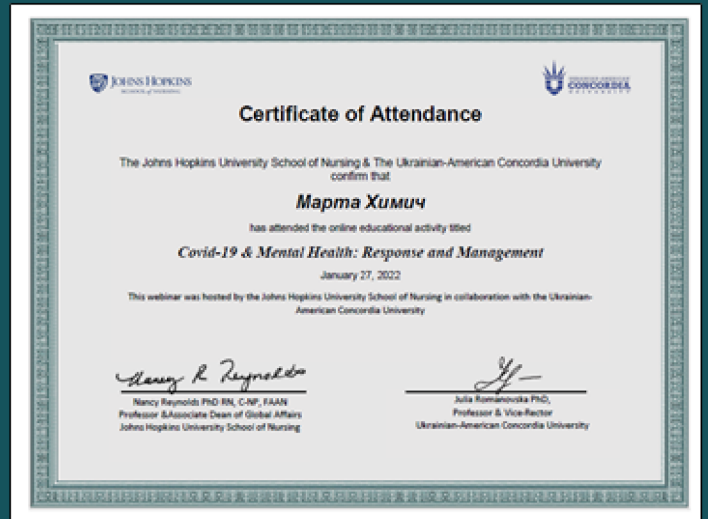 JOHNS HOPKINS
SCHOOL of NURSING
UKRAINIAN-AMERICAN
CONCORDIA
UNIVERSITY
Certificate of Attendance
The Johns Hopkins University School of Nursing & The Ukrainian-American Concordia University
confirm that
Марта Химич
has attended the online educational activity titled
Covid-19 & Mental Health: Response and Management
January 27, 2022
This webinar was hosted by the Johns Hopkins University School of Nursing in collaboration with the Ukrainian-
American Concordia University
Nancy R Reynolds
Nancy Reynolds PhD RN, C-NP, FAAN
Professor &Associate Dean of Global Affairs
Johns Hopkins University School of Nursing
Julia Romanovska PhD,
Professor & Vice-Rector
Ukrainian-American Concordia University